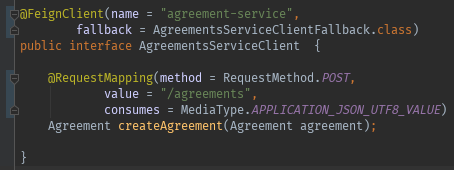 @FeignClient(name = "agreement-service",
fallback = AgreementsServiceClientFallback.class)
public interface AgreementsServiceClient {
@RequestMapping(method = RequestMethod.POST,
value = "/agreements",
consumes = MediaType.APPLICATION_JSON_UTF8_VALUE)
Agreement createAgreement(Agreement agreement);
}